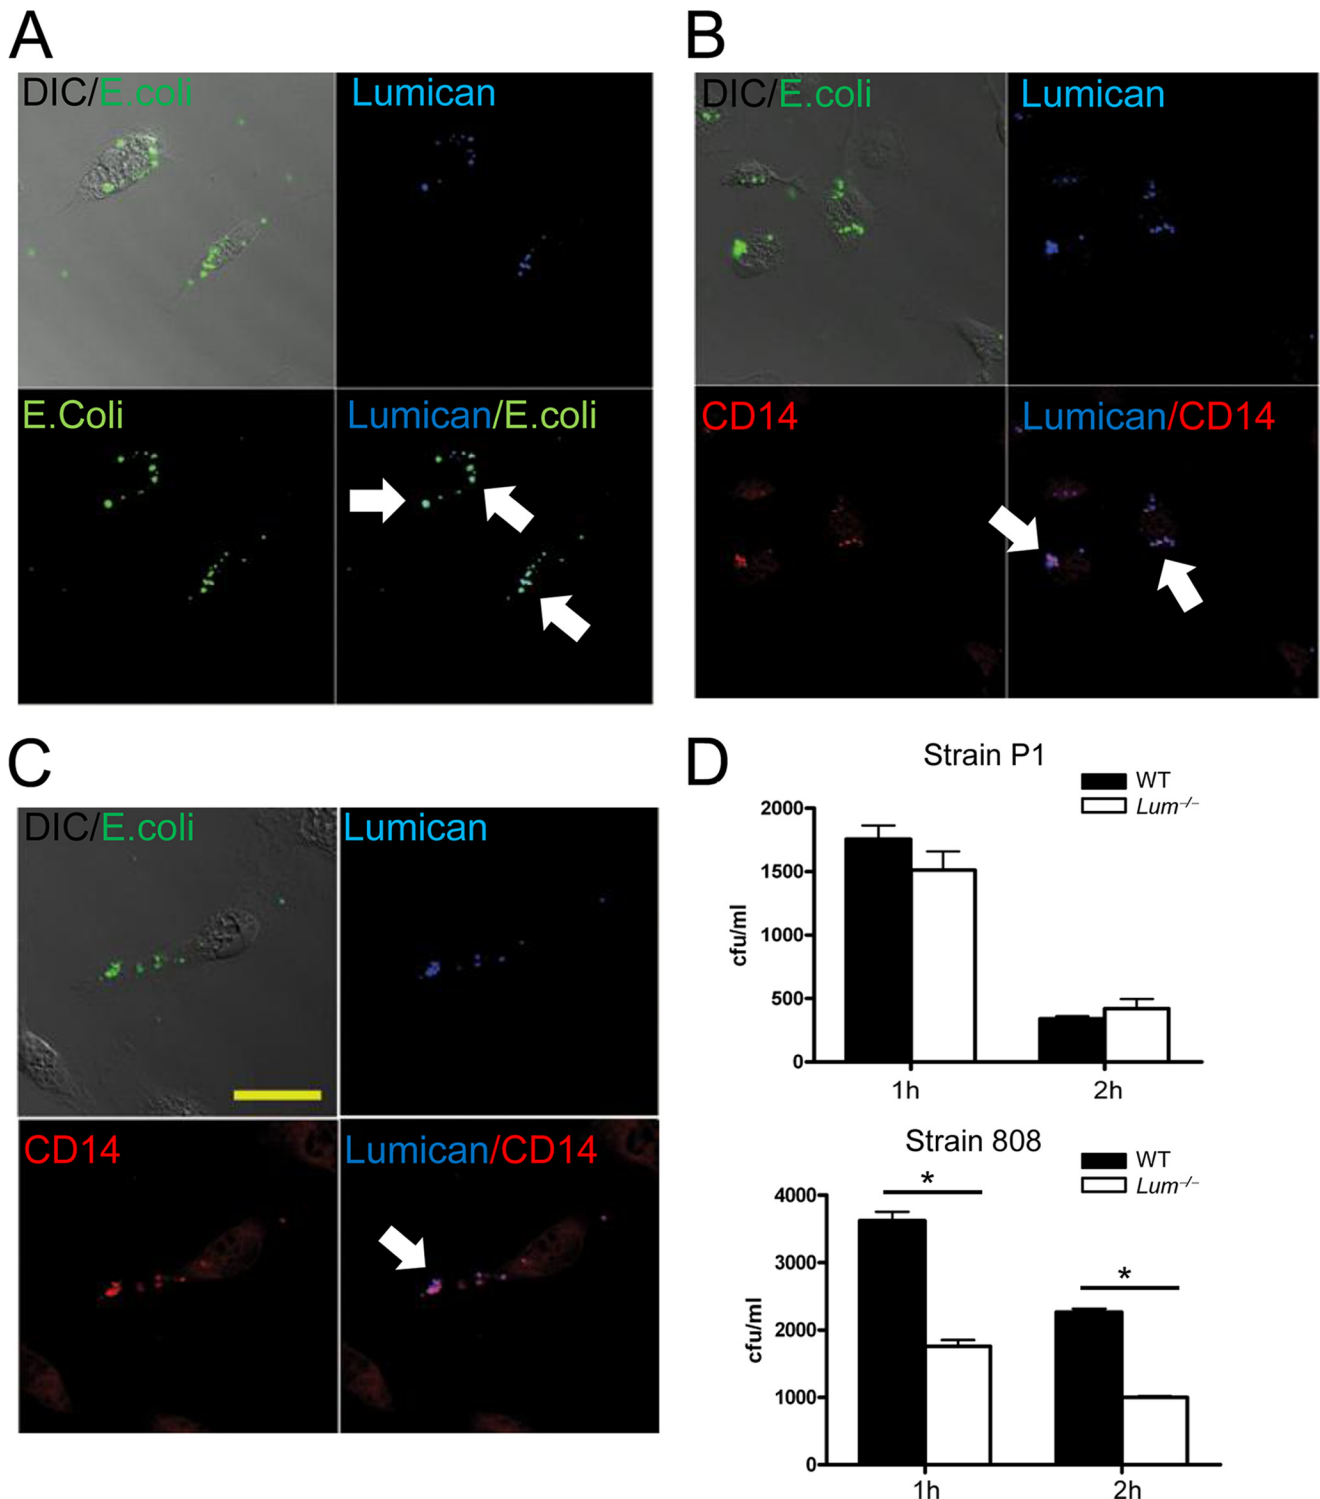 A
DIC/E.coli
Lumican
E.Coli
Lumican/E.coli
B
DIC/E.coli
Lumican
CD14
Lumican/CD14
C
DIC/E.coli
Lumican
CD14
Lumican/CD14
D
Strain P1
WT
Lum⁻/⁻
2000
1500
1000
500
0
cfu/ml
1h
2h
Strain 808
WT
Lum⁻/⁻
*
*
4000
3000
2000
1000
0
cfu/ml
1h
2h